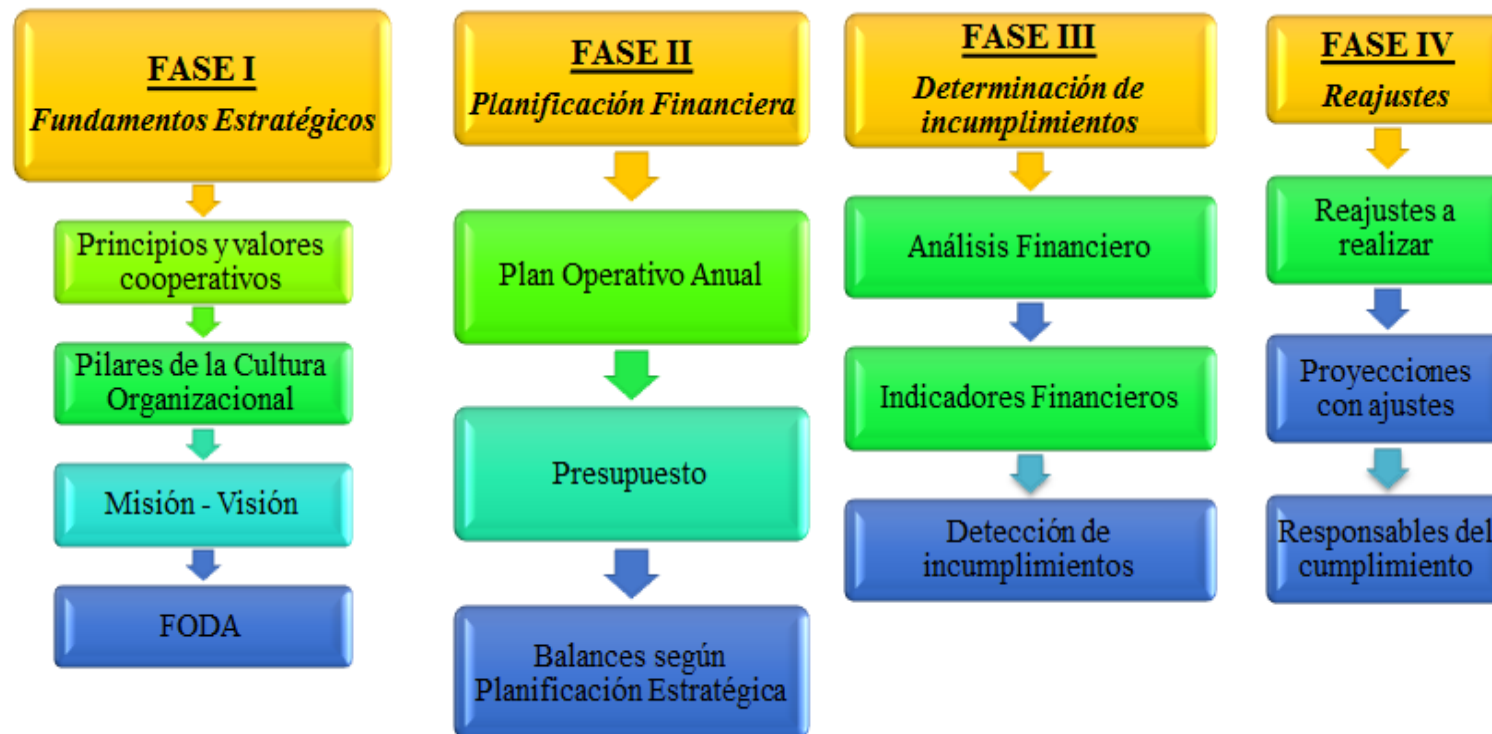 FASE I
Fundamentos Estratégicos
Principios y valores
cooperativos
Pilares de la Cultura
Organizacional
Misión - Visión
FODA
FASE II
Planificación Financiera
Plan Operativo Anual
Presupuesto
Balances según
Planificación Estratégica
FASE III
Determinación de
incumplimientos
Análisis Financiero
Indicadores Financieros
Detección de
incumplimientos
FASE IV
Reajustes
Reajustes a
realizar
Proyecciones
con ajustes
Responsables del
cumplimiento